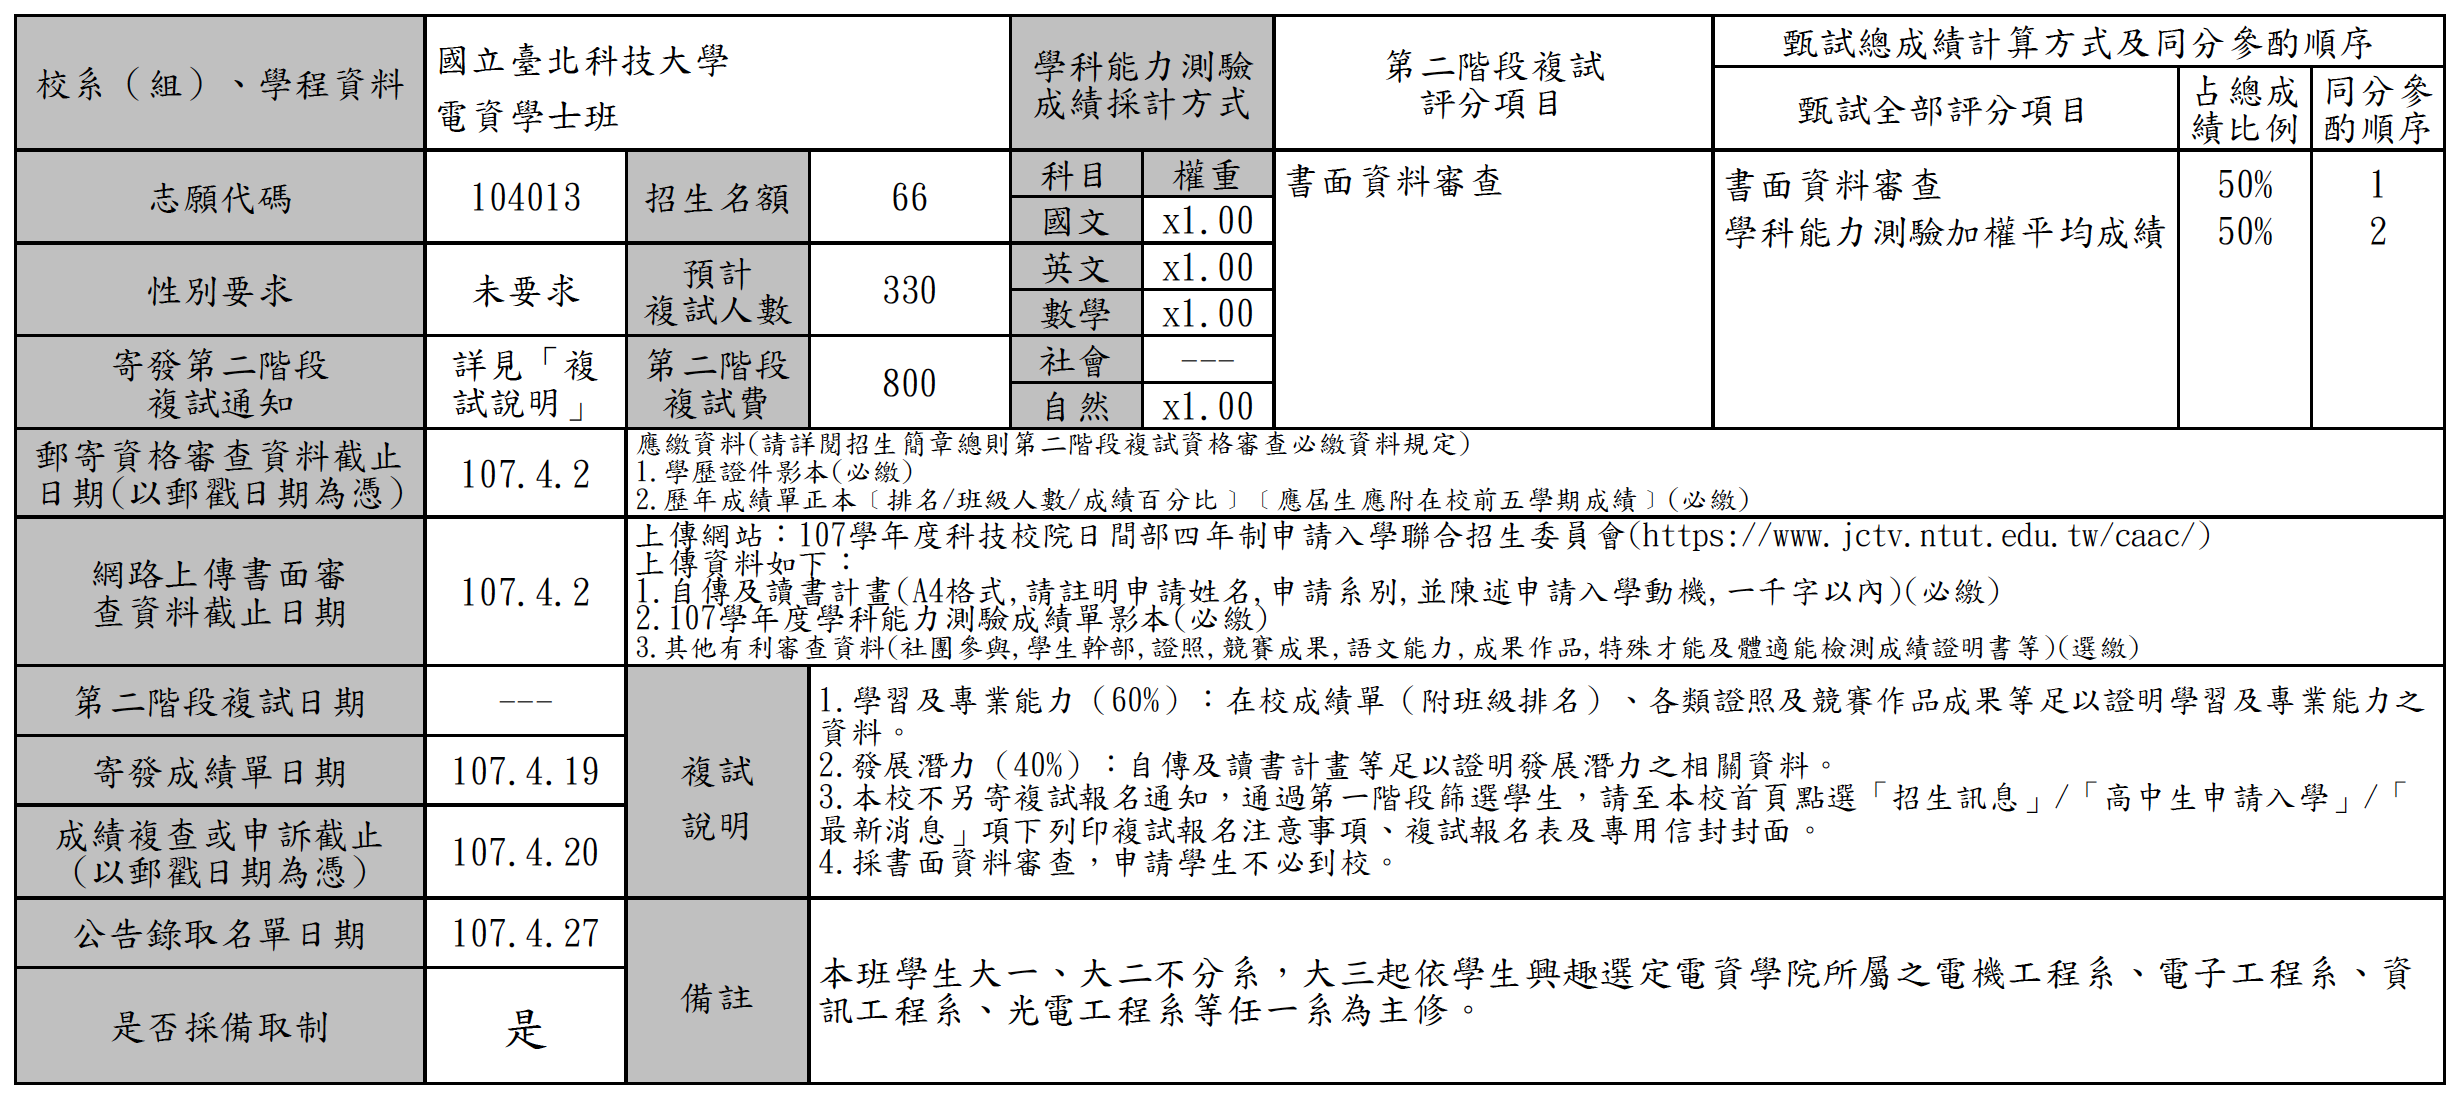 校系（組）、學程資料
國立臺北科技大學
電資學士班
學科能力測驗
成績採計方式
第二階段複試
評分項目
甄試總成績計算方式及同分參酌順序
甄試全部評分項目
占總成
績比例
同分參
酌順序
志願代碼
104013
招生名額
66
科目
權重
國文
x1.00
書面資料審查
書面資料審查
50%
1
學科能力測驗加權平均成績
50%
2
性別要求
未要求
預計
複試人數
330
英文
x1.00
數學
x1.00
寄發第二階段
複試通知
詳見「複
試說明」
第二階段
複試費
800
社會
---
自然
x1.00
郵寄資格審查資料截止
日期(以郵戳日期為憑)
107.4.2
應繳資料(請詳閱招生簡章總則第二階段複試資格審查必繳資料規定)
1.學歷證件影本(必繳)
2.歷年成績單正本﹝排名/班級人數/成績百分比﹞﹝應屆生應附在校前五學期成績﹞(必繳)
網路上傳書面審
查資料截止日期
107.4.2
上傳網站：107學年度科技校院日間部四年制申請入學聯合招生委員會(https://www.jctv.ntut.edu.tw/caac/)
上傳資料如下：
1.自傳及讀書計畫(A4格式,請註明申請姓名,申請系別,並陳述申請入學動機,一千字以內)(必繳)
2.107學年度學科能力測驗成績單影本(必繳)
3.其他有利審查資料(社團參與,學生幹部,證照,競賽成果,語文能力,成果作品,特殊才能及體適能檢測成績證明書等)(選繳)
第二階段複試日期
---
寄發成績單日期
107.4.19
成績複查或申訴截止
（以郵戳日期為憑）
107.4.20
複試
說明
1.學習及專業能力（60%）：在校成績單（附班級排名）、各類證照及競賽作品成果等足以證明學習及專業能力之
資料。
2.發展潛力（40%）：自傳及讀書計畫等足以證明發展潛力之相關資料。
3.本校不另寄複試報名通知，通過第一階段篩選學生，請至本校首頁點選「招生訊息」/「高中生申請入學」/「
最新消息」項下列印複試報名注意事項、複試報名表及專用信封封面。
4.採書面資料審查，申請學生不必到校。
公告錄取名單日期
107.4.27
是否採備取制
是
備註
本班學生大一、大二不分系，大三起依學生興趣選定電資學院所屬之電機工程系、電子工程系、資
訊工程系、光電工程系等任一系為主修。